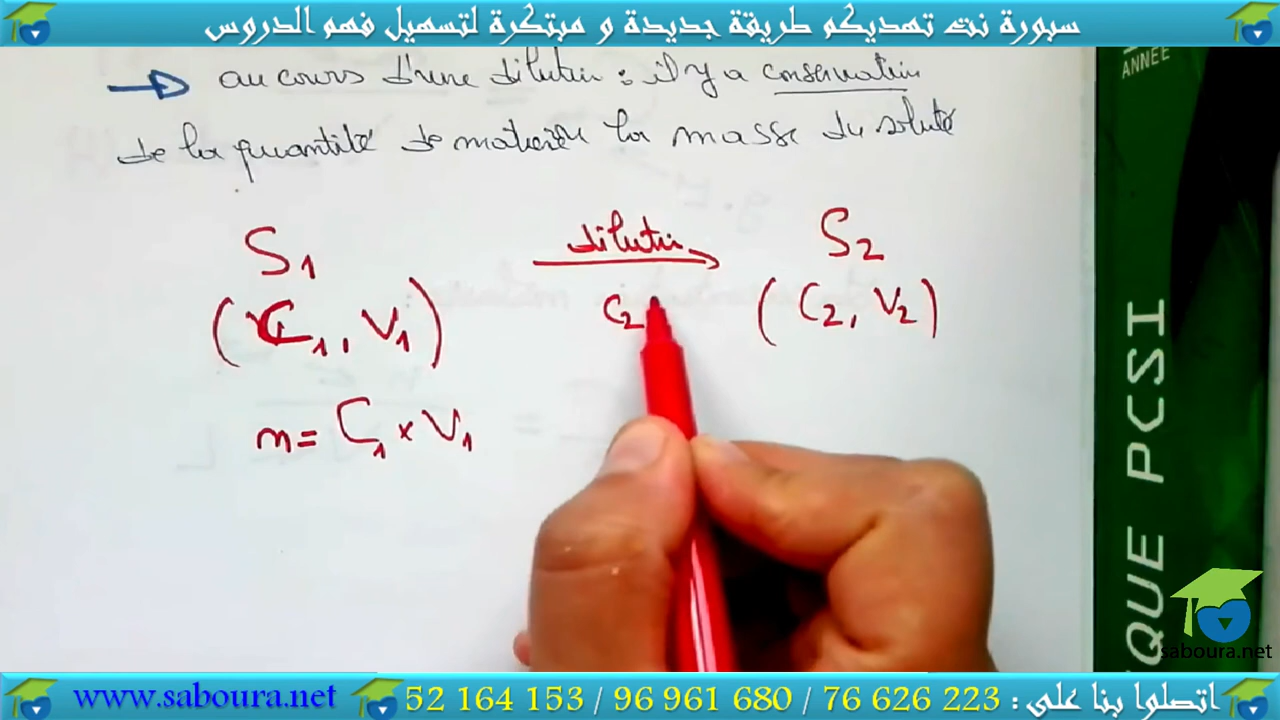 سبورة نت تهديكم طريقة جديدة و مبتكرة لتسهيل فهم الدروس
ANNÉE
→ au cours d'une dilution : il y a conservation
de la quantité de matière la masse du soluté
S1
dilution
S2
(C1, V1)
C2
(C2, V2)
n = C1 × V1
QUE PCSI
saboura.net
www.saboura.net 52 164 153 / 96 961 680 / 76 626 223 : اتصلوا بنا على